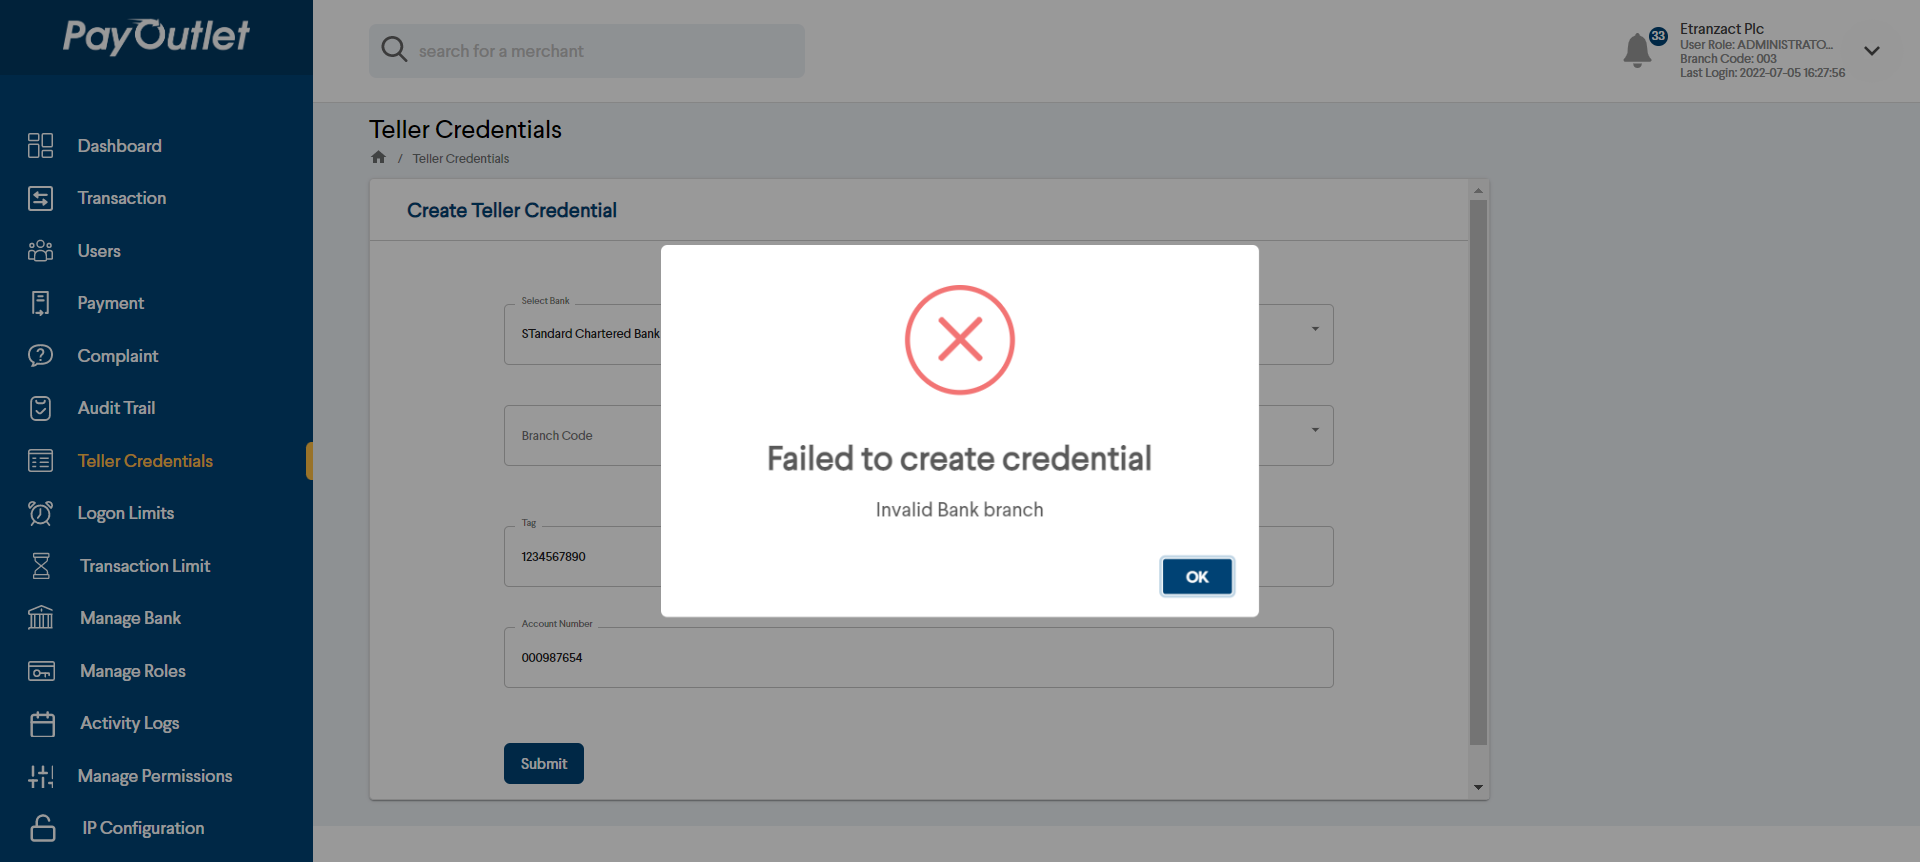 PayOutlet
search for a merchant
33
Etranzact Plc
User Role: ADMINISTRATO...
Branch Code: 003
Last Login: 2022-07-05 16:27:56
Dashboard
Transaction
Users
Payment
Complaint
Audit Trail
Teller Credentials
Logon Limits
Transaction Limit
Manage Bank
Manage Roles
Activity Logs
Manage Permissions
IP Configuration
Teller Credentials
/ Teller Credentials
Create Teller Credential
Select Bank
STandard Chartered Bank
Branch Code
Tag
1234567890
Account Number
000987654
Submit
Failed to create credential
Invalid Bank branch
OK